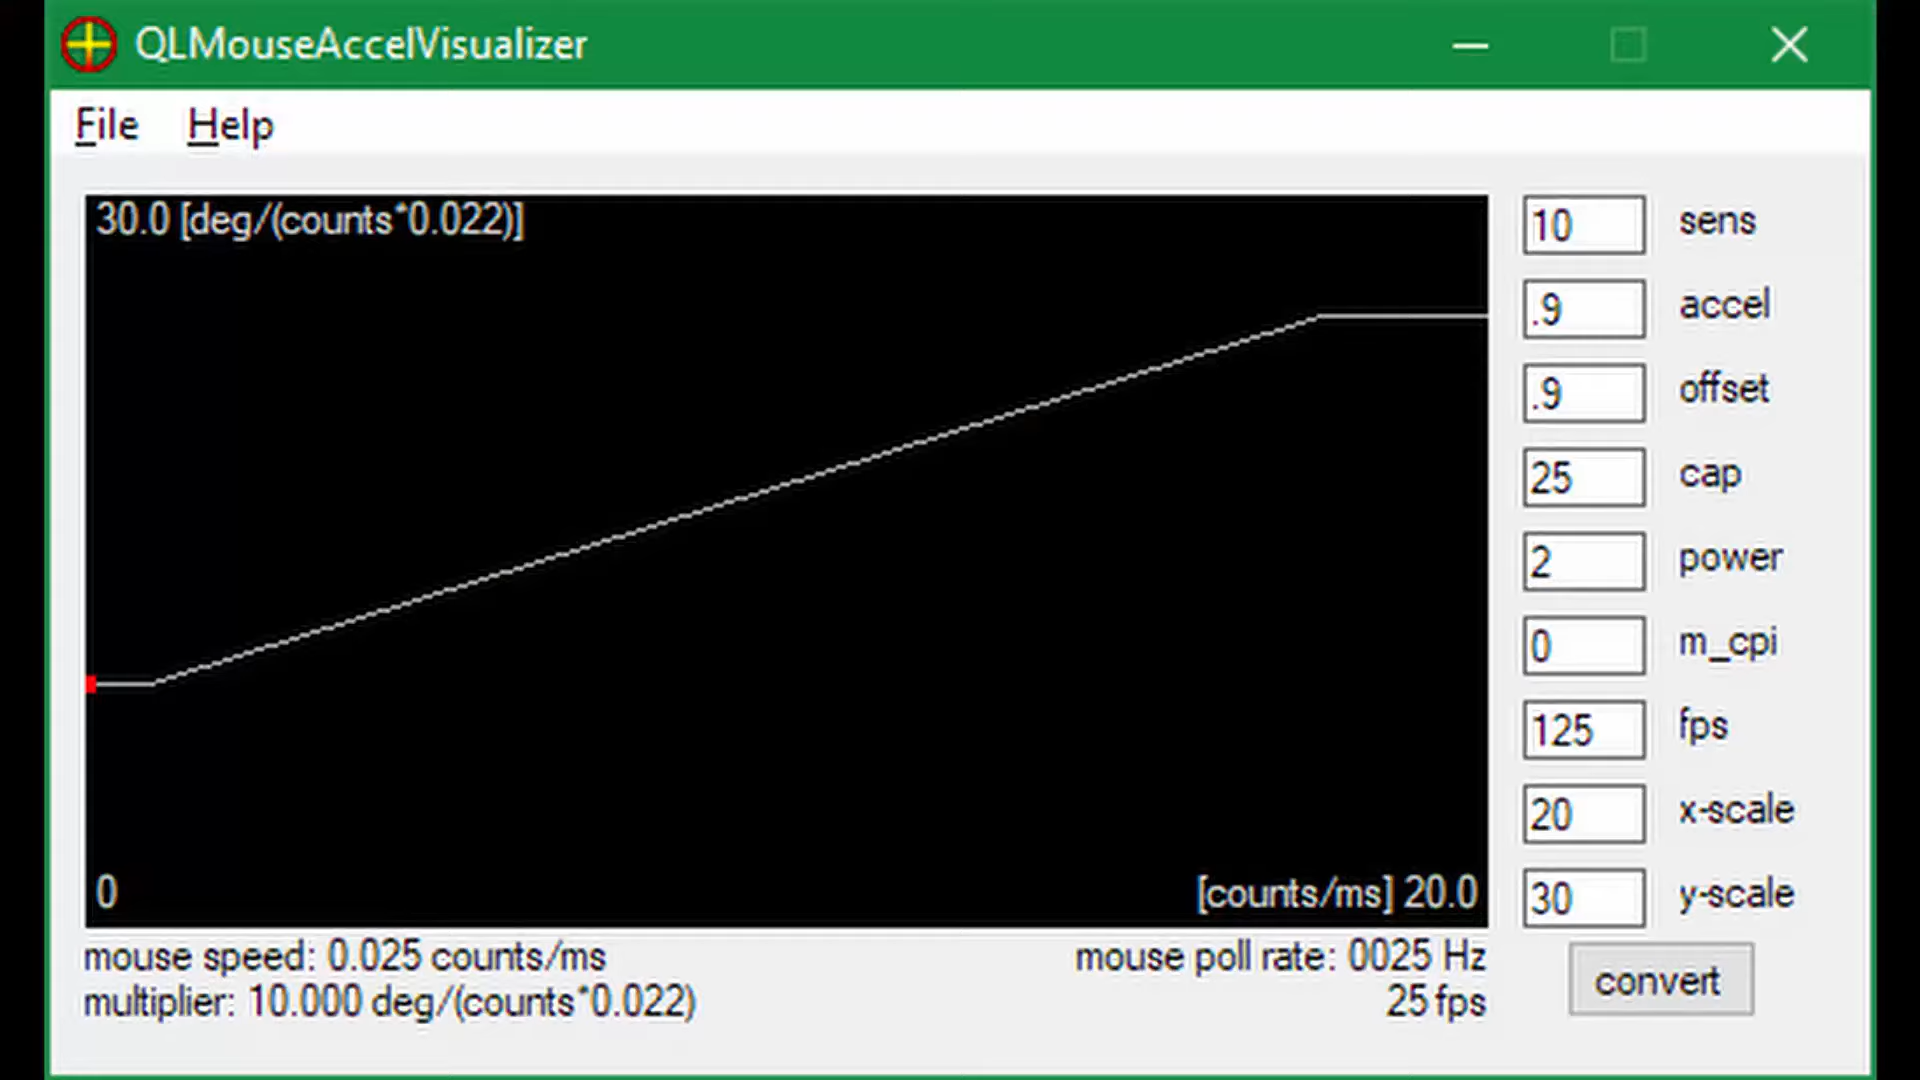 QLMouseAccelVisualizer
File Help
30.0 [deg/(counts*0.022)]
0
[counts/ms] 20.0
10 sens
.9 accel
.9 offset
25 cap
2 power
0 m_cpi
125 fps
20 x-scale
30 y-scale
mouse speed: 0.025 counts/ms
mouse poll rate: 0025 Hz
multiplier: 10.000 deg/(counts*0.022)
25 fps
convert